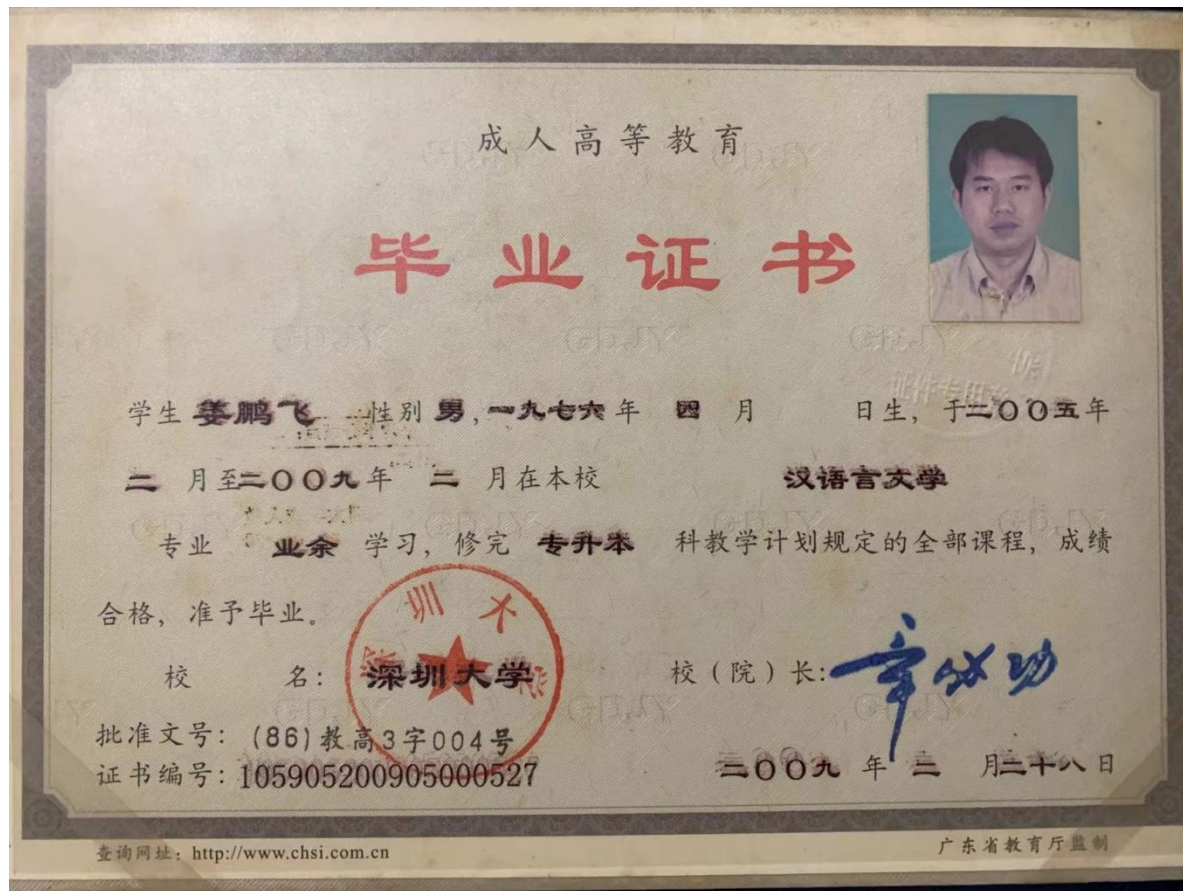 成人高等教育
毕业证书
学生 姜鹏飞 性别 男,一九七六年 四 月 日生，于二〇〇五年
二 月至二〇〇九年 二 月在本校 汉语言文学
专业 业余 学习，修完 专升本 科教学计划规定的全部课程，成绩
合格，准予毕业。
深圳大学
校 名： 深圳大学 校（院）长：章必功
批准文号：(86)教高3字004号
证书编号：105905200905000527 二〇〇九 年 二 月二十八日
查询网址：http://www.chsi.com.cn 广东省教育厅监制